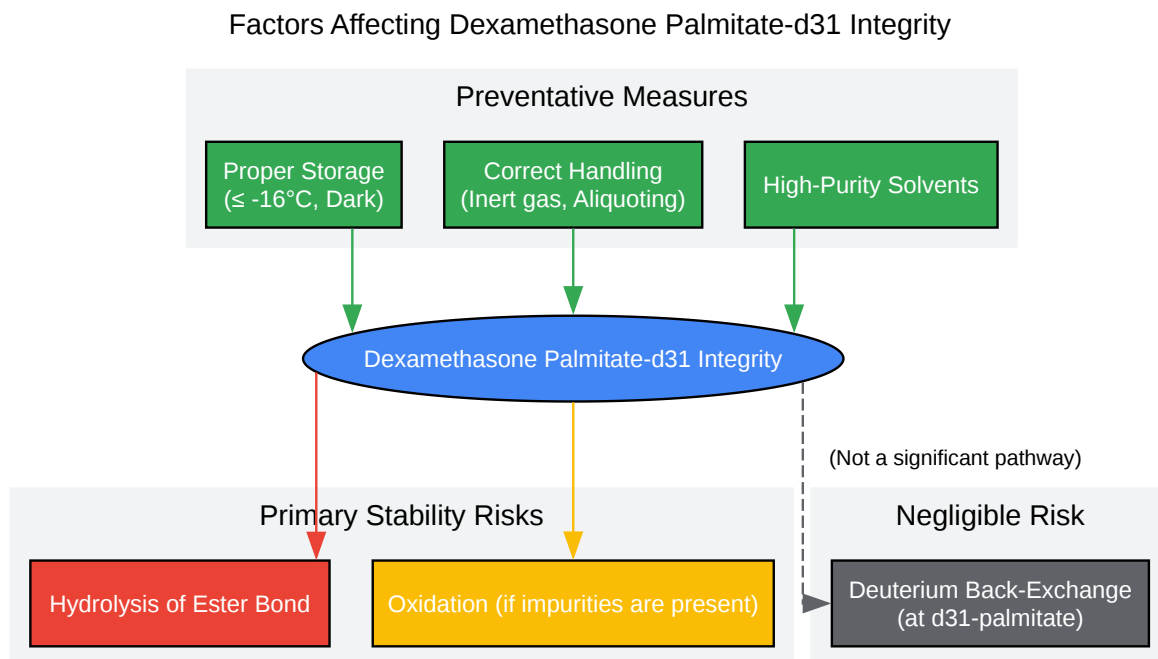 Factors Affecting Dexamethasone Palmitate-d31 Integrity
Preventative Measures
Proper Storage
(≤ -16°C, Dark)
Correct Handling
(Inert gas, Aliquoting)
High-Purity Solvents
Dexamethasone Palmitate-d31 Integrity
(Not a significant pathway)
Primary Stability Risks
Hydrolysis of Ester Bond
Oxidation (if impurities are present)
Negligible Risk
Deuterium Back-Exchange
(at d31-palmitate)